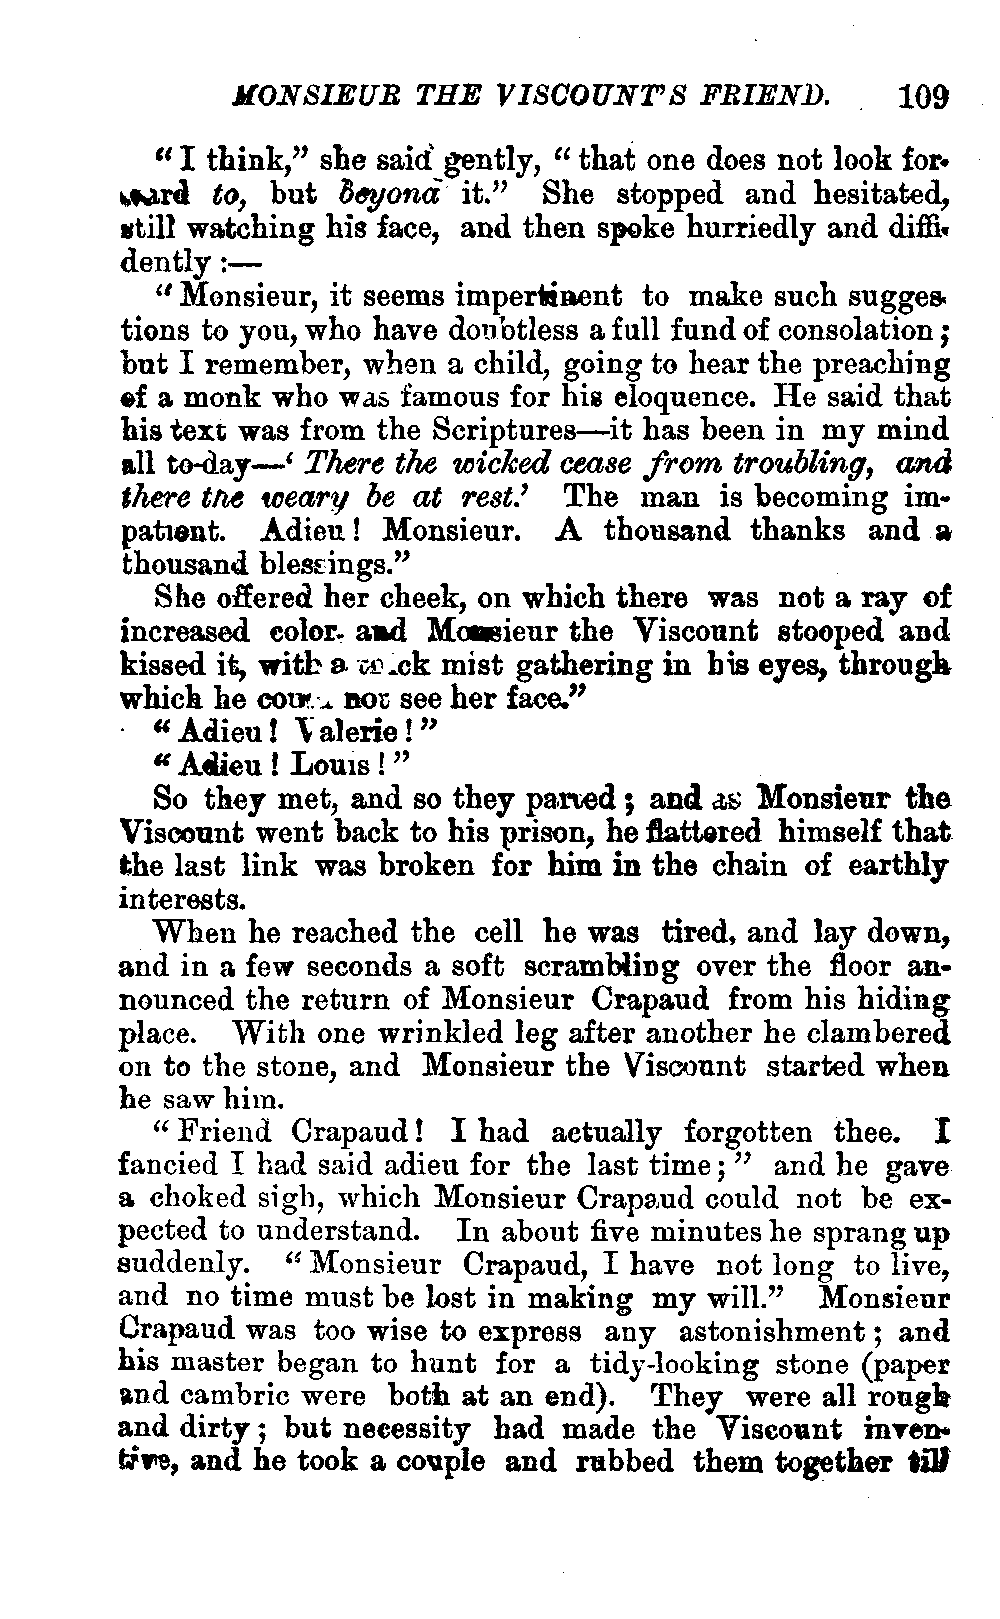 MONSIEUR THE VISCOUNT'S FRIEND. 109
“I think,” she said gently, “that one does not look for-
ward to, but beyond it.” She stopped and hesitated,
still watching his face, and then spoke hurriedly and diffi-
dently:—
“Monsieur, it seems impertinent to make such sugges-
tions to you, who have doubtless a full fund of consolation;
but I remember, when a child, going to hear the preaching
of a monk who was famous for his eloquence. He said that
his text was from the Scriptures—it has been in my mind
all to-day—‘There the wicked cease from troubling, and
there the weary be at rest.’ The man is becoming im-
patient. Adieu! Monsieur. A thousand thanks and a
thousand blessings.”
She offered her cheek, on which there was not a ray of
increased color, and Monsieur the Viscount stooped and
kissed it, with a thick mist gathering in his eyes, through
which he could not see her face.”
“Adieu! Valerie!”
“Adieu! Louis!”
So they met, and so they parted; and as Monsieur the
Viscount went back to his prison, he flattered himself that
the last link was broken for him in the chain of earthly
interests.
When he reached the cell he was tired, and lay down,
and in a few seconds a soft scrambling over the floor an-
nounced the return of Monsieur Crapaud from his hiding
place. With one wrinkled leg after another he clambered
on to the stone, and Monsieur the Viscount started when
he saw him.
“Friend Crapaud! I had actually forgotten thee. I
fancied I had said adieu for the last time;” and he gave
a choked sigh, which Monsieur Crapaud could not be ex-
pected to understand. In about five minutes he sprang up
suddenly. “Monsieur Crapaud, I have not long to live,
and no time must be lost in making my will.” Monsieur
Crapaud was too wise to express any astonishment; and
his master began to hunt for a tidy-looking stone (paper
and cambric were both at an end). They were all rough
and dirty; but necessity had made the Viscount inven-
tive, and he took a couple and rubbed them together till